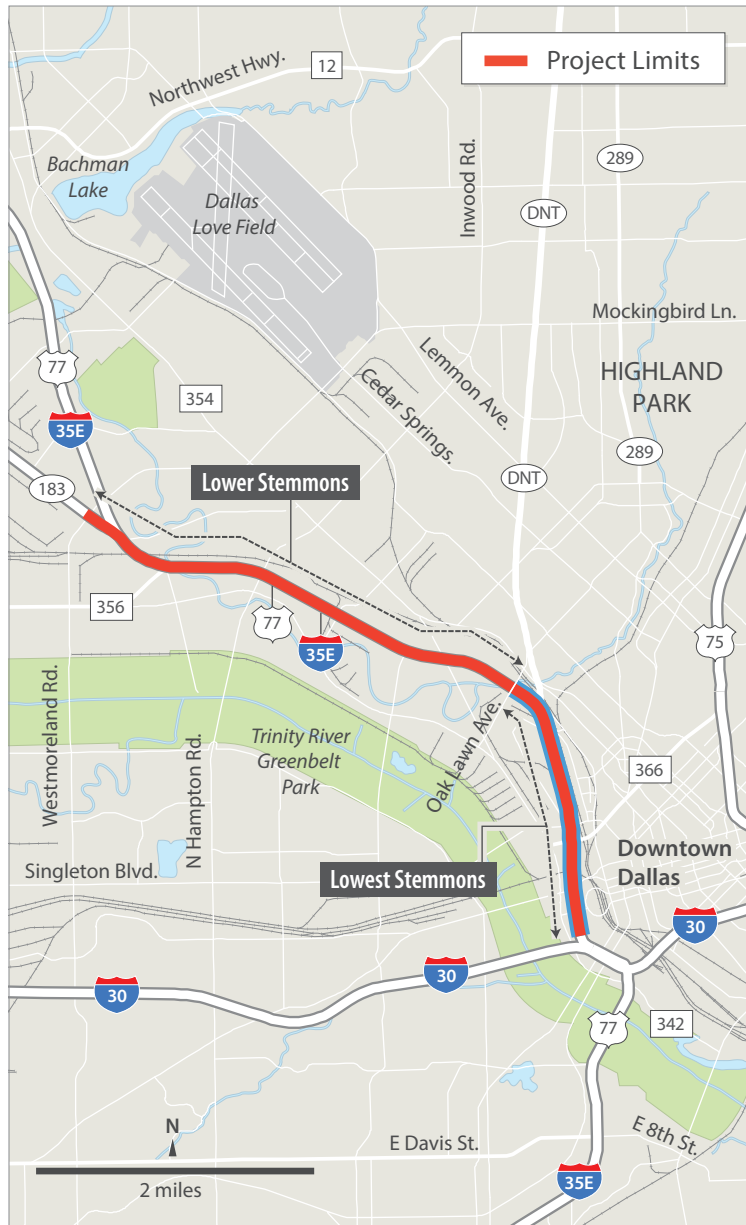 Project Limits
Northwest Hwy.
12
Bachman
Lake
Dallas
Love Field
Inwood Rd.
289
DNT
Mockingbird Ln.
77
354
Lemmon Ave.
Cedar Springs.
HIGHLAND
PARK
35E
289
183
Lower Stemmons
DNT
356
77
35E
75
Westmoreland Rd.
N Hampton Rd.
Trinity River
Greenbelt
Park
Oak Lawn Ave.
366
Singleton Blvd.
Lowest Stemmons
Downtown
Dallas
30
30
30
77
342
N
E Davis St.
E 8th St.
35E
2 miles